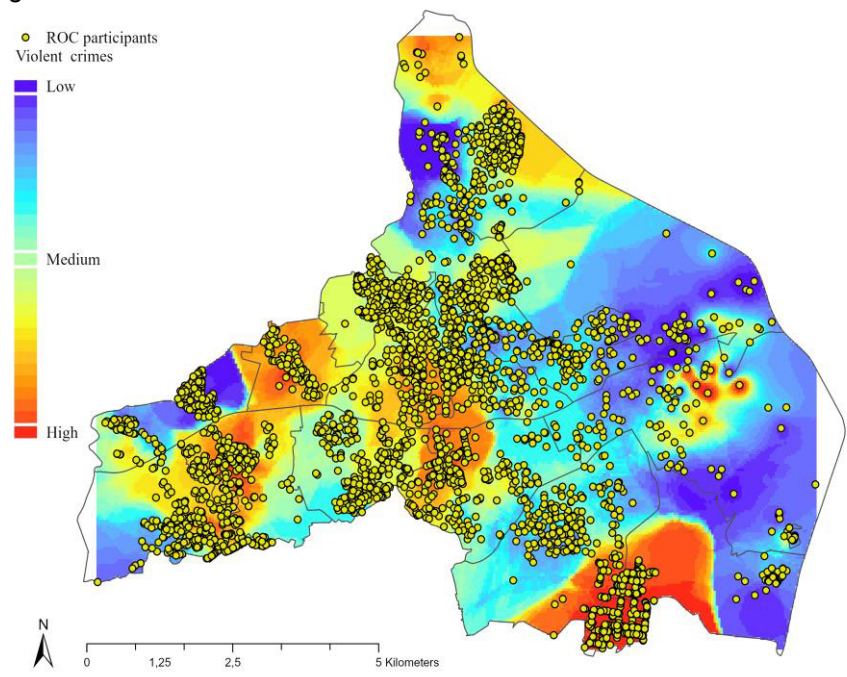 ROC participants
Violent crimes
Low
Medium
High
N
0 1,25 2,5 5 Kilometers